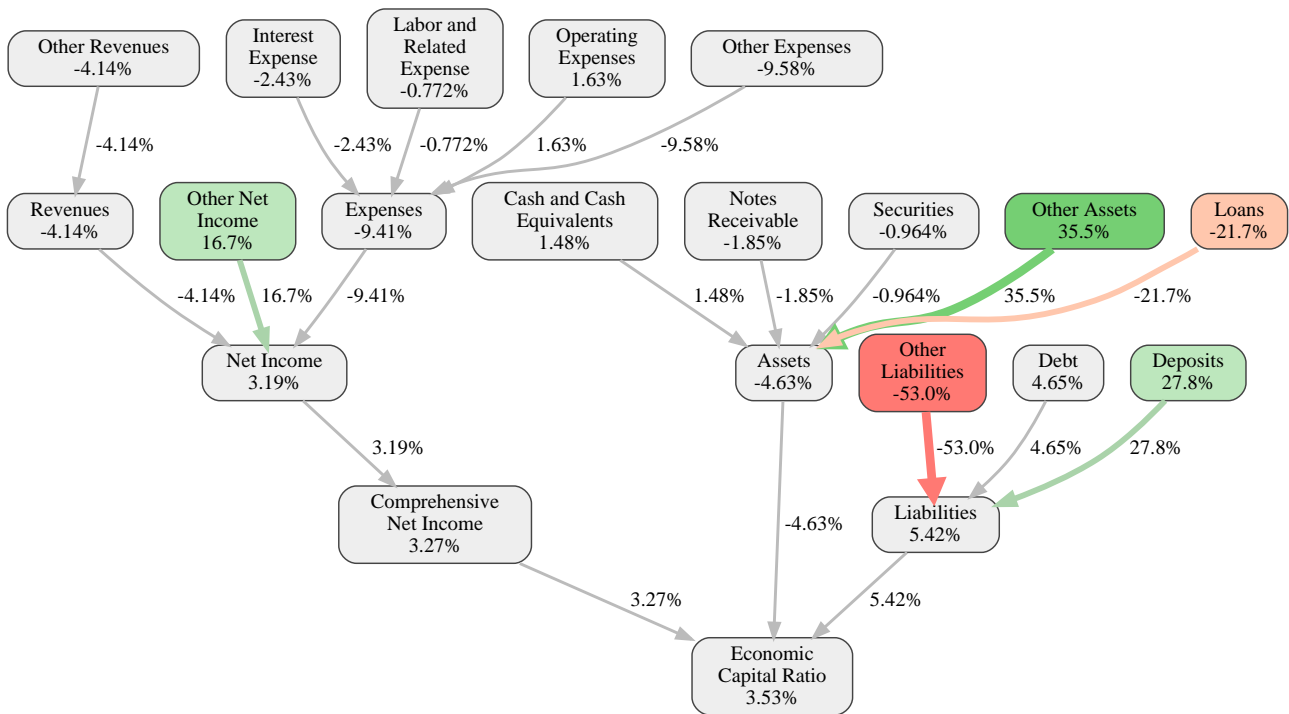 Other Revenues
-4.14%
Interest
Expense
-2.43%
Labor and
Related
Expense
-0.772%
Operating
Expenses
1.63%
Other Expenses
-9.58%
-4.14%
-2.43%
-0.772%
1.63%
-9.58%
Revenues
-4.14%
Other Net
Income
16.7%
Expenses
-9.41%
Cash and Cash
Equivalents
1.48%
Notes
Receivable
-1.85%
Securities
-0.964%
Other Assets
35.5%
Loans
-21.7%
-4.14%
16.7%
-9.41%
1.48%
-1.85%
-0.964%
35.5%
-21.7%
Net Income
3.19%
Assets
-4.63%
Other
Liabilities
-53.0%
Debt
4.65%
Deposits
27.8%
3.19%
-53.0%
4.65%
27.8%
Comprehensive
Net Income
3.27%
-4.63%
Liabilities
5.42%
3.27%
5.42%
Economic
Capital Ratio
3.53%